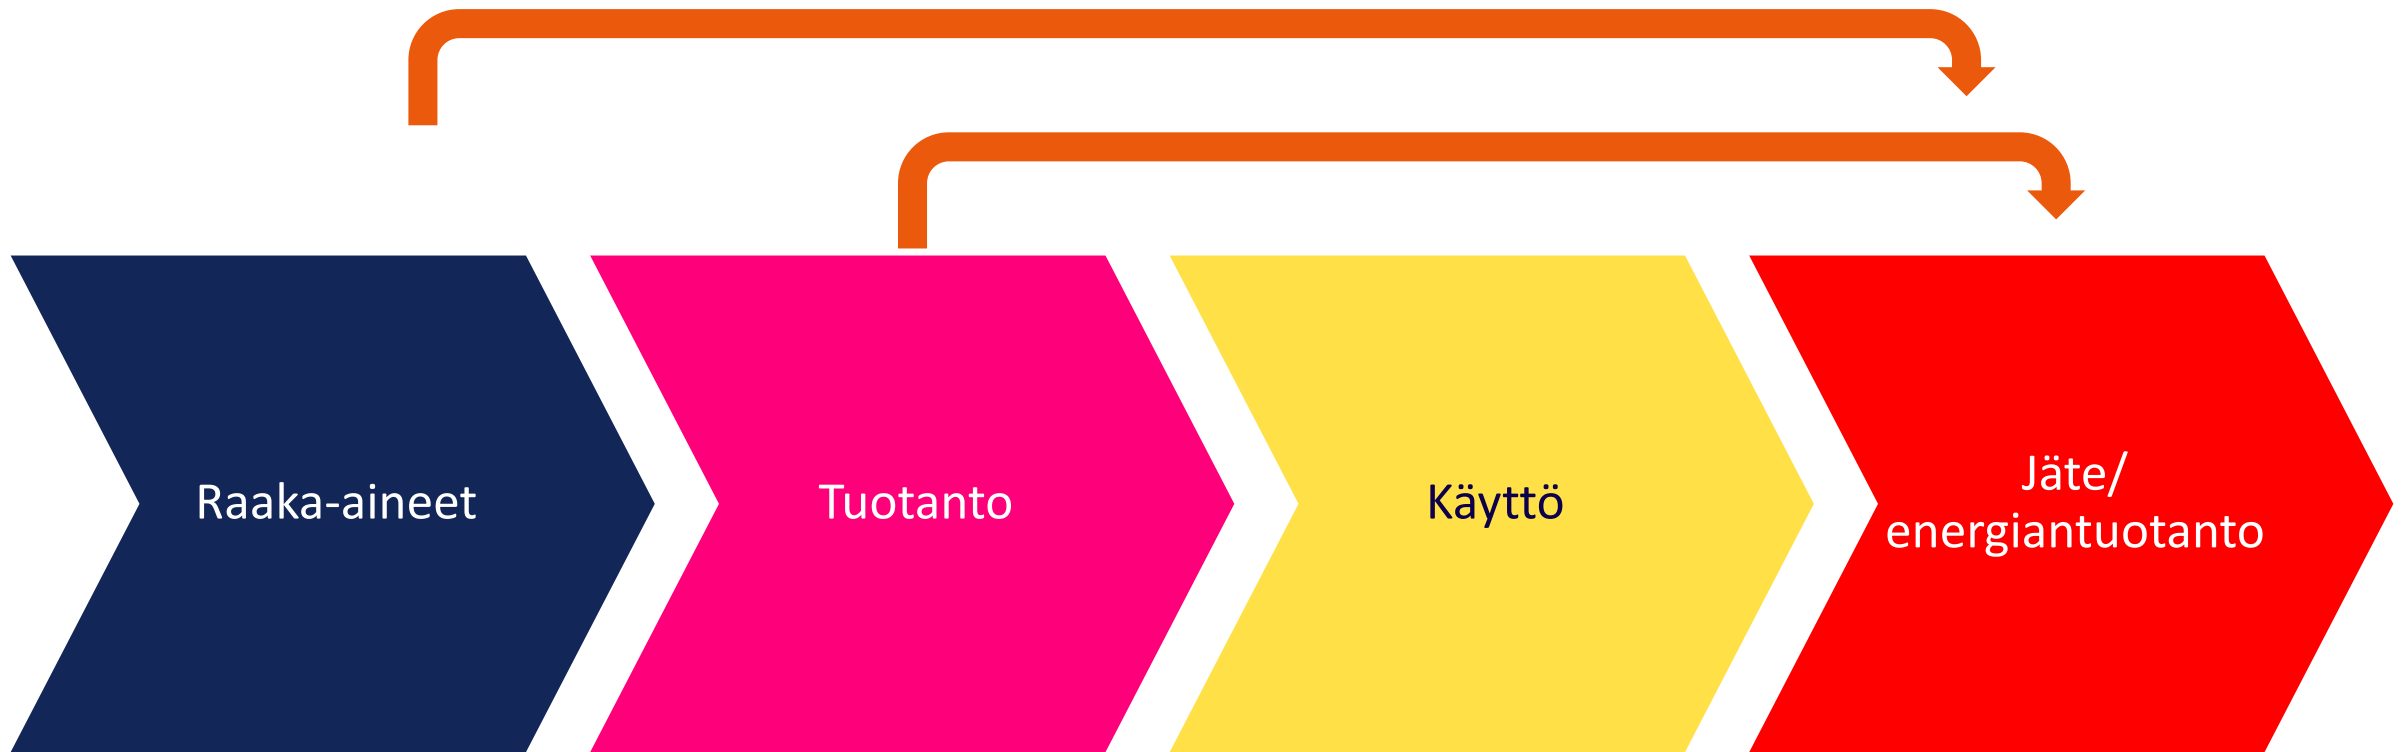 Raaka-aineet
Tuotanto
Käyttö
Jäte/
energiantuotanto